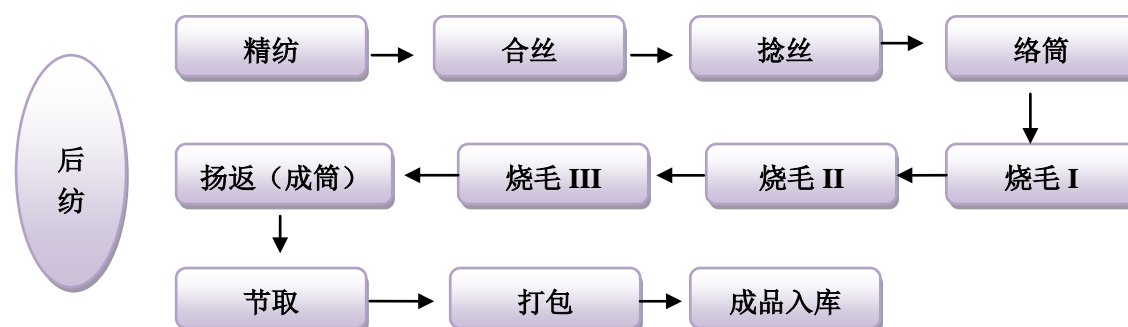 后纺
精纺
合丝
捻丝
络筒
烧毛 I
烧毛 II
烧毛 III
扬返（成筒）
节取
打包
成品入库